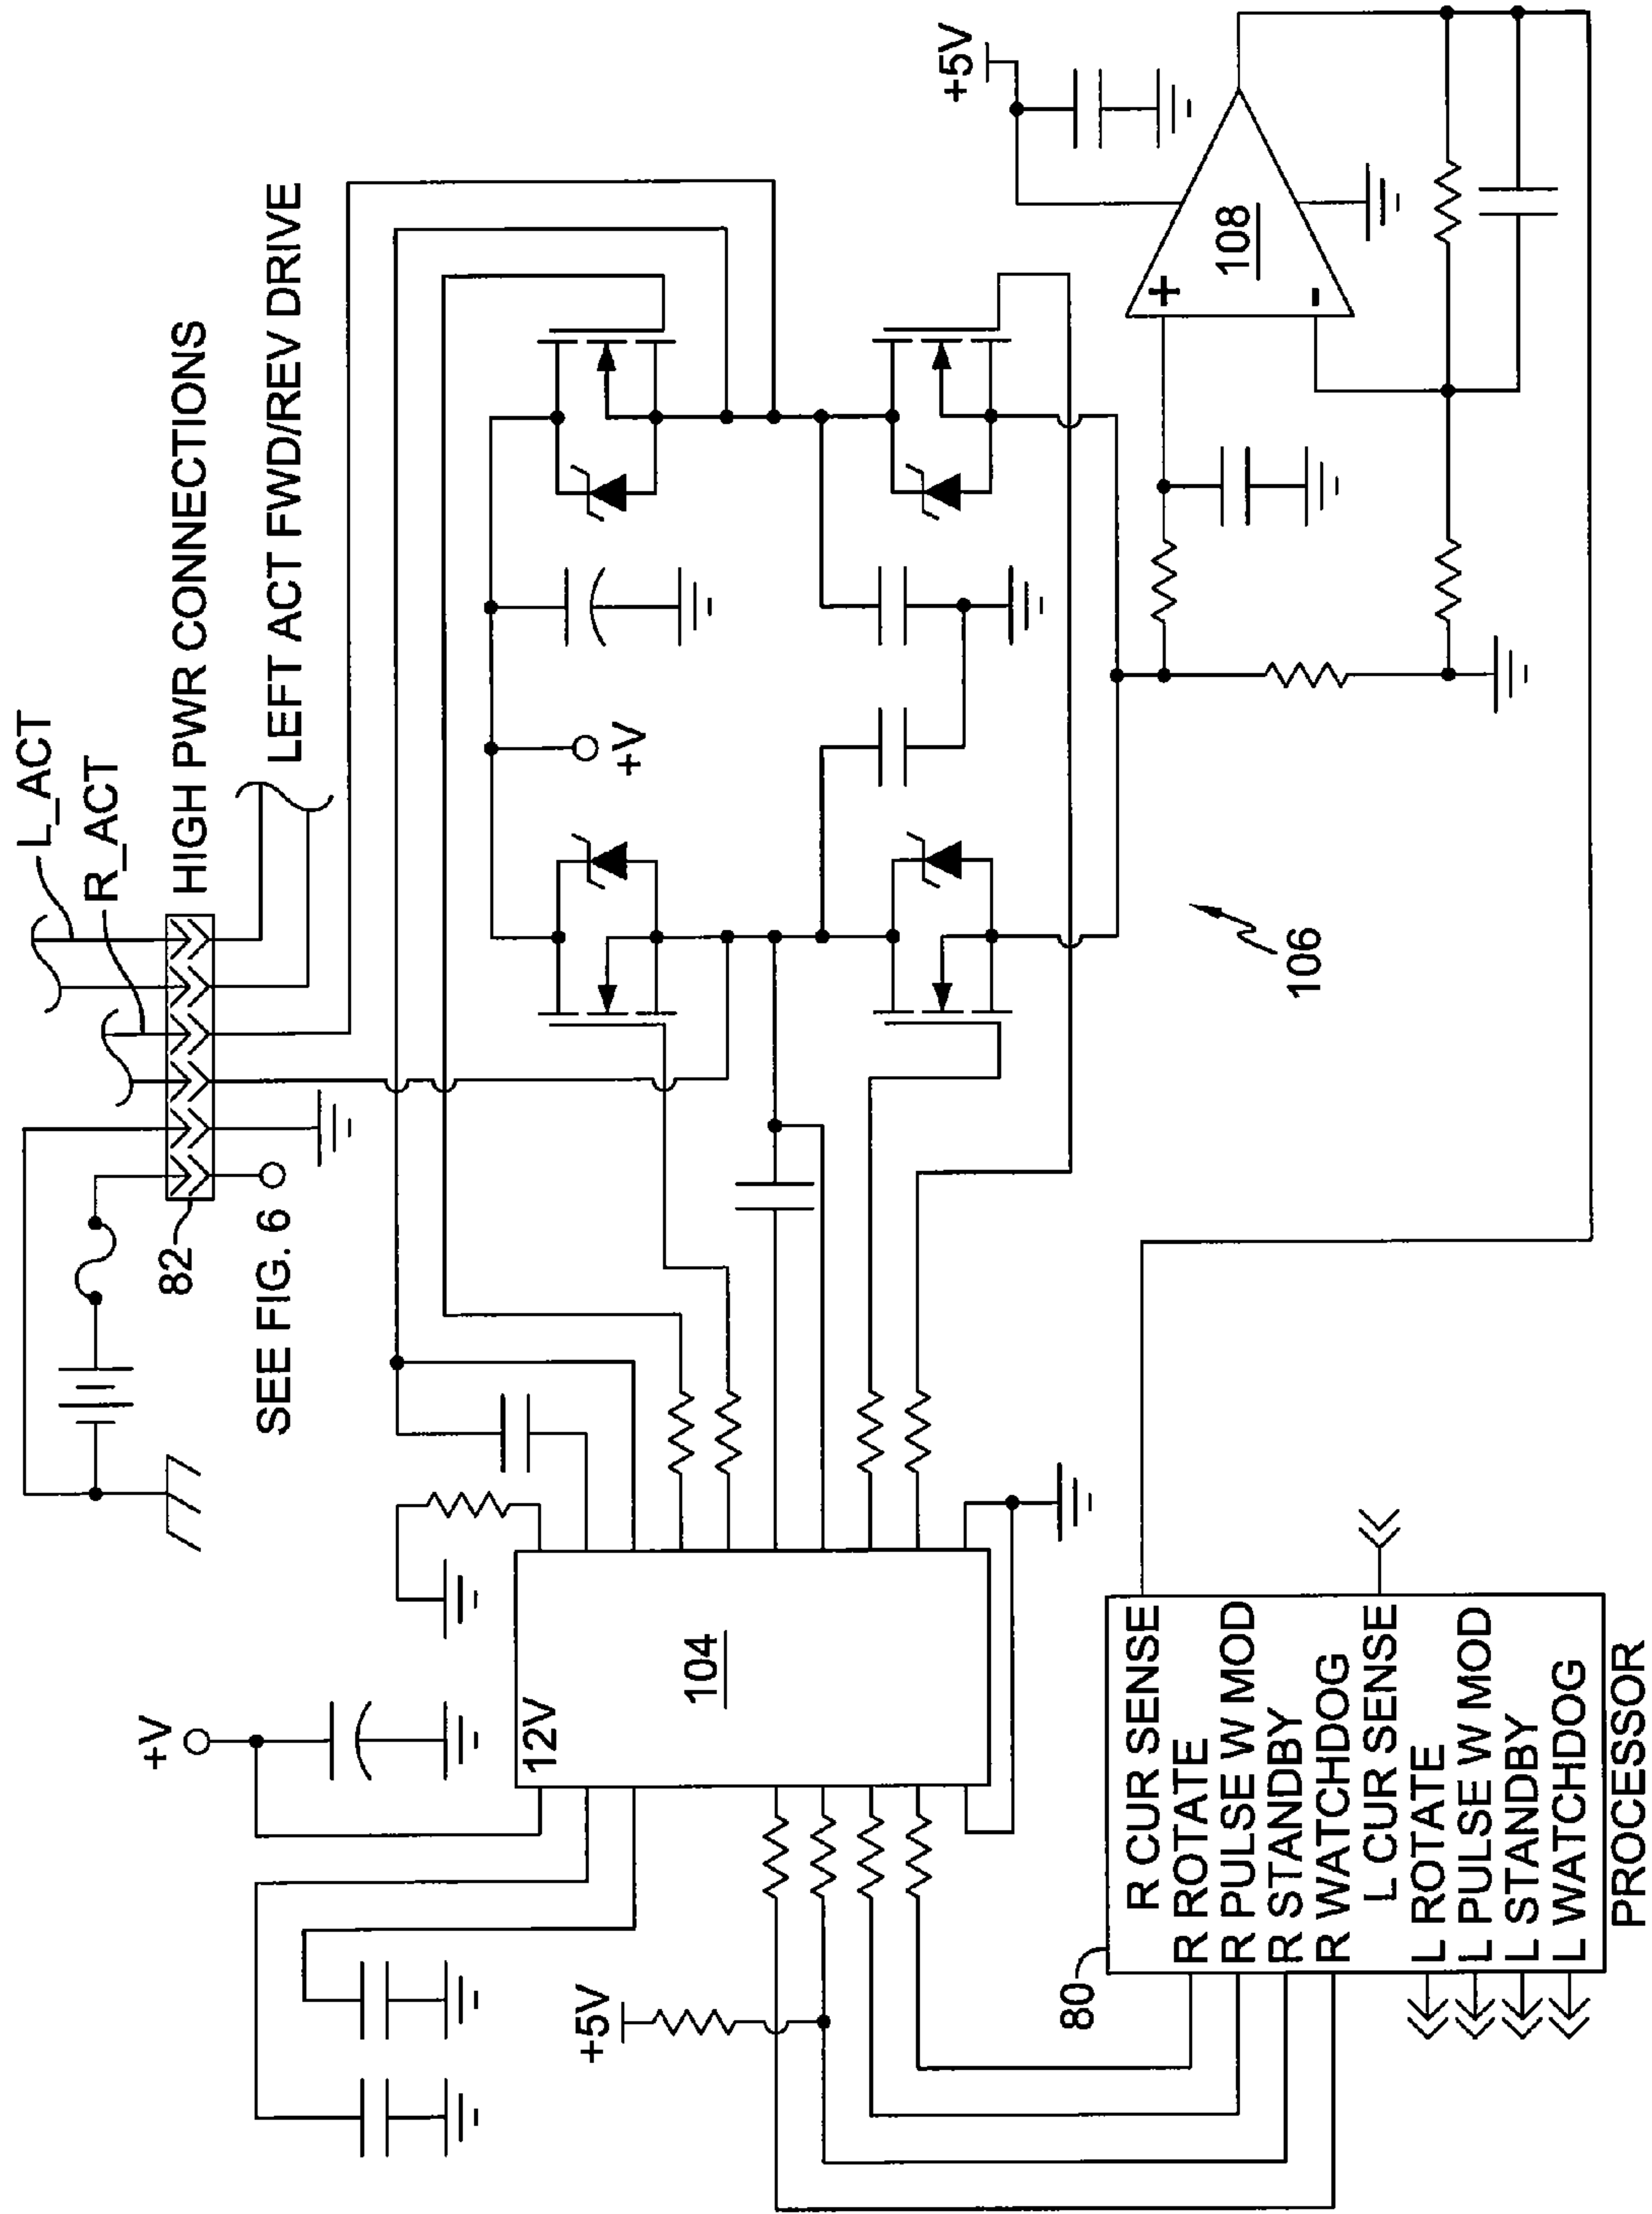 L_ACT
R_ACT
HIGH PWR CONNECTIONS
LEFT ACT FWD/REV DRIVE
82
SEE FIG. 6
+V
+V
12V
104
+5V
+5V
+
-
108
106
80
R CUR SENSE
R ROTATE
R PULSE W MOD
R STANDBY
R WATCHDOG
L CUR SENSE
L ROTATE
L PULSE W MOD
L STANDBY
L WATCHDOG
PROCESSOR